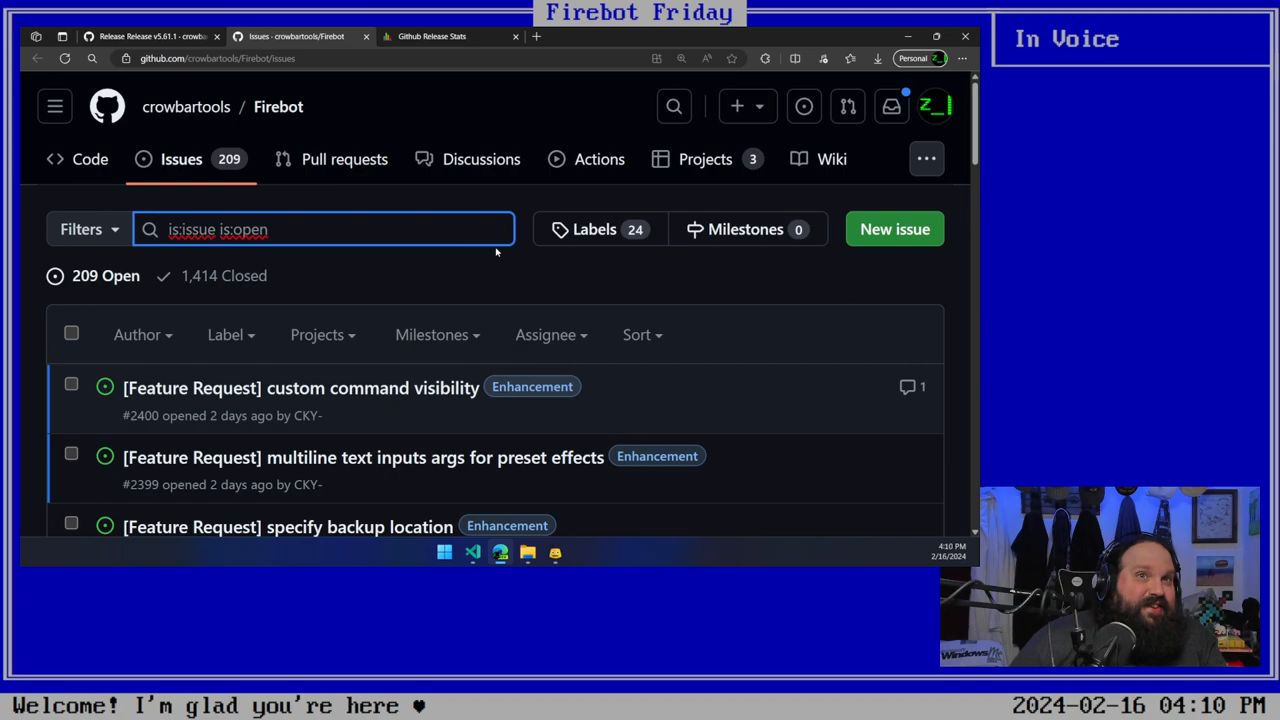 Firebot Friday
In Voice
Release Release v5.61.1 · crowba
Issues · crowbartools/Firebot
Github Release Stats
github.com/crowbartools/Firebot/issues
Personal
crowbartools / Firebot
Code
Issues 209
Pull requests
Discussions
Actions
Projects 3
Wiki
Filters
is:issue is:open
Labels 24
Milestones 0
New issue
209 Open
1,414 Closed
Author
Label
Projects
Milestones
Assignee
Sort
[Feature Request] custom command visibility Enhancement
1
#2400 opened 2 days ago by CKY-
[Feature Request] multiline text inputs args for preset effects Enhancement
#2399 opened 2 days ago by CKY-
[Feature Request] specify backup location Enhancement
4:10 PM
2/16/2024
Windows Me
Welcome! I'm glad you're here ♥
2024-02-16 04:10 PM